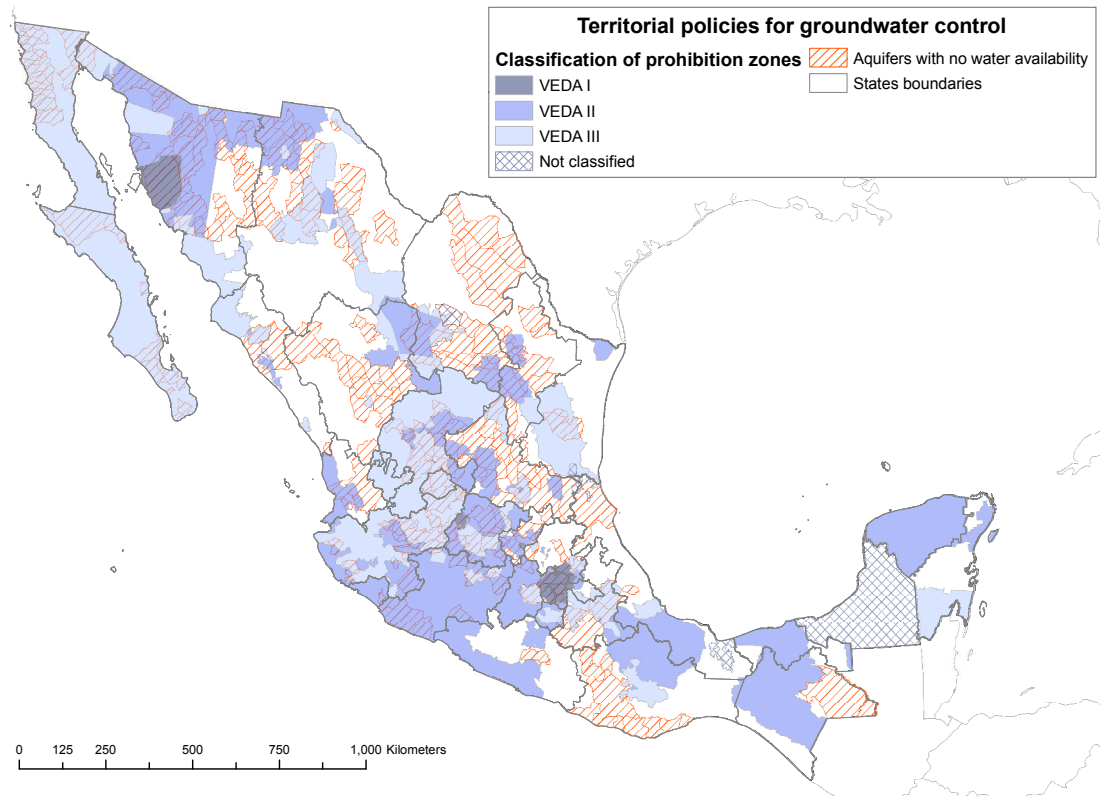 Territorial policies for groundwater control
Classification of prohibition zones
VEDA I
VEDA II
VEDA III
Not classified
Aquifers with no water availability
States boundaries
0 125 250 500 750 1,000 Kilometers